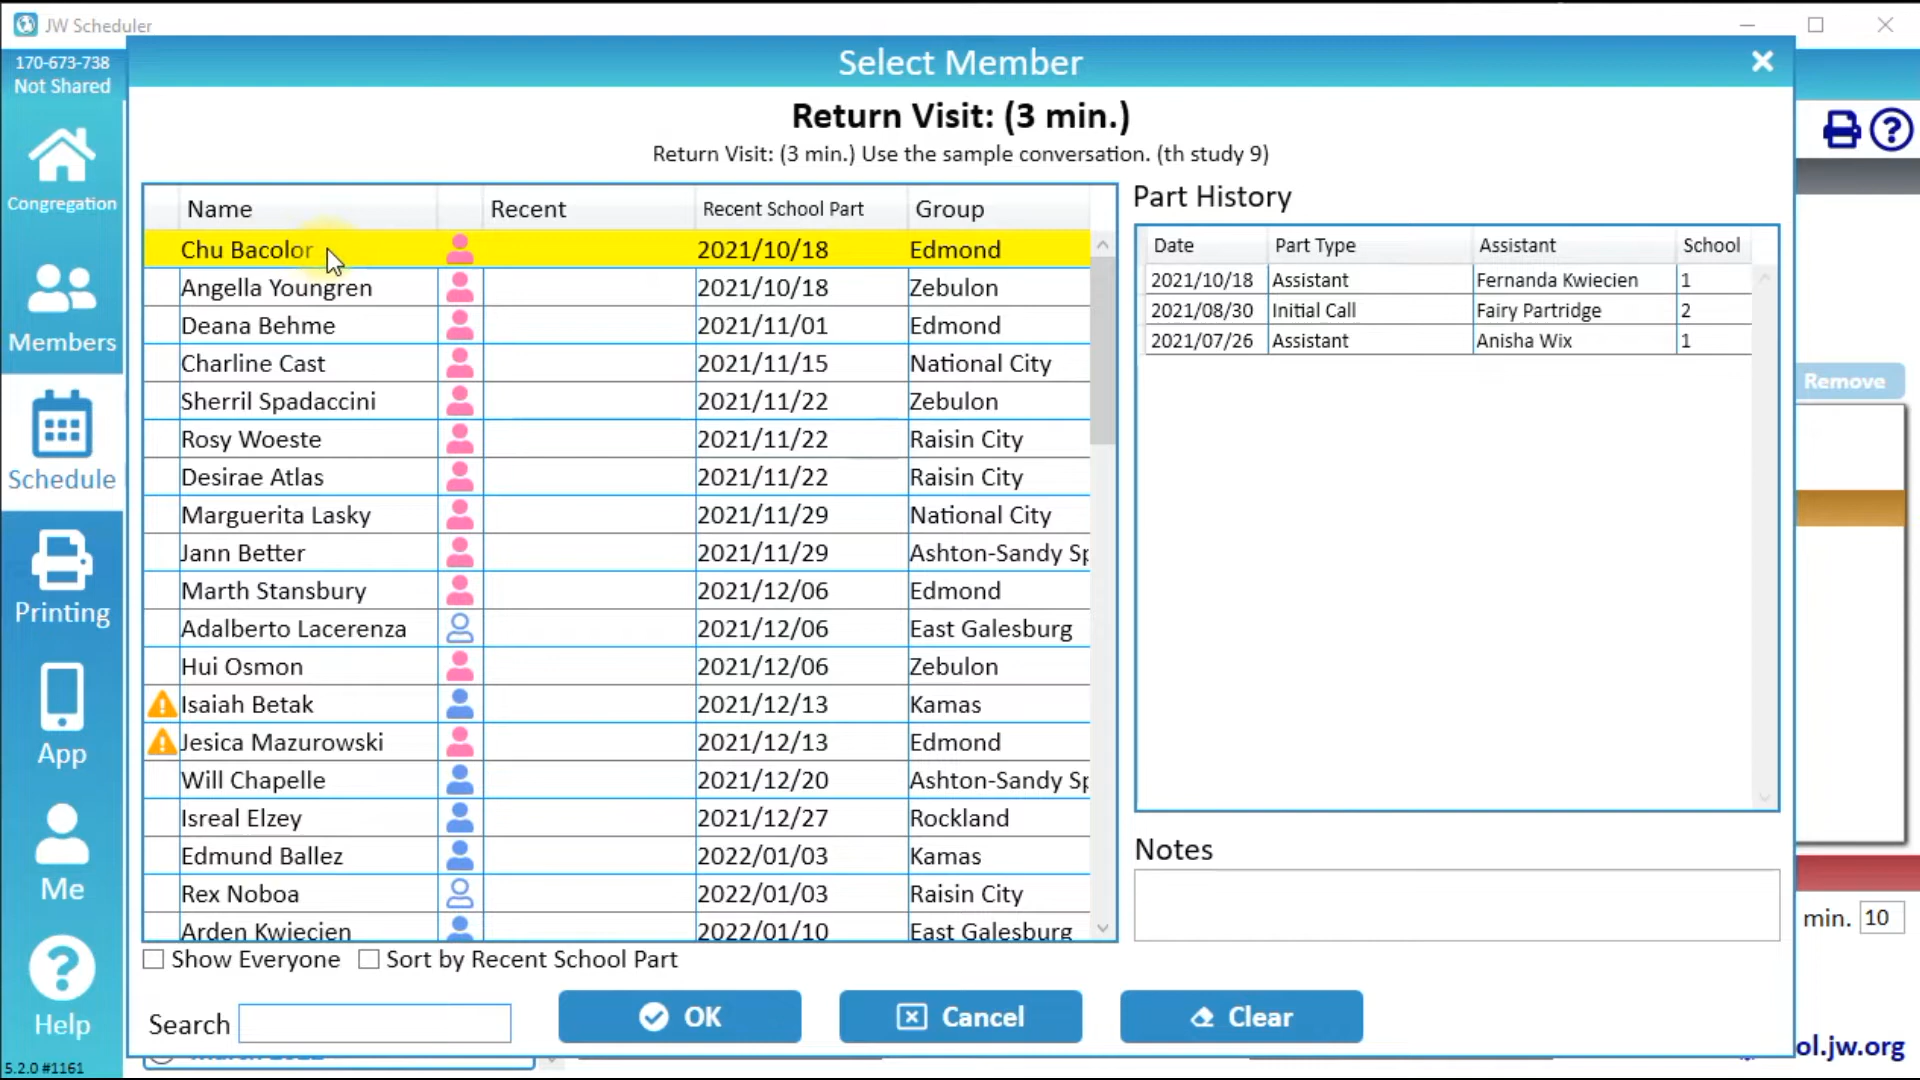 JW Scheduler
170-673-738
Not Shared
Congregation
Members
Schedule
Printing
App
Me
Help
5.2.0 #1161
Select Member
Return Visit: (3 min.)
Return Visit: (3 min.) Use the sample conversation. (th study 9)
Name Recent Recent School Part Group
Chu Bacolor 2021/10/18 Edmond
Angella Youngren 2021/10/18 Zebulon
Deana Behme 2021/11/01 Edmond
Charline Cast 2021/11/15 National City
Sherril Spadaccini 2021/11/22 Zebulon
Rosy Woeste 2021/11/22 Raisin City
Desirae Atlas 2021/11/22 Raisin City
Marguerita Lasky 2021/11/29 National City
Jann Better 2021/11/29 Ashton-Sandy Sp
Marth Stansbury 2021/12/06 Edmond
Adalberto Lacerenza 2021/12/06 East Galesburg
Hui Osmon 2021/12/06 Zebulon
Isaiah Betak 2021/12/13 Kamas
Jesica Mazurowski 2021/12/13 Edmond
Will Chapelle 2021/12/20 Ashton-Sandy Sp
Isreal Elzey 2021/12/27 Rockland
Edmund Ballez 2022/01/03 Kamas
Rex Noboa 2022/01/03 Raisin City
Arden Kwiecien 2022/01/10 East Galesburg
Show Everyone Sort by Recent School Part
Search
OK
Cancel
Clear
Part History
Date Part Type Assistant School
2021/10/18 Assistant Fernanda Kwiecien 1
2021/08/30 Initial Call Fairy Partridge 2
2021/07/26 Assistant Anisha Wix 1
Notes
Remove
min. 10
ol.jw.org